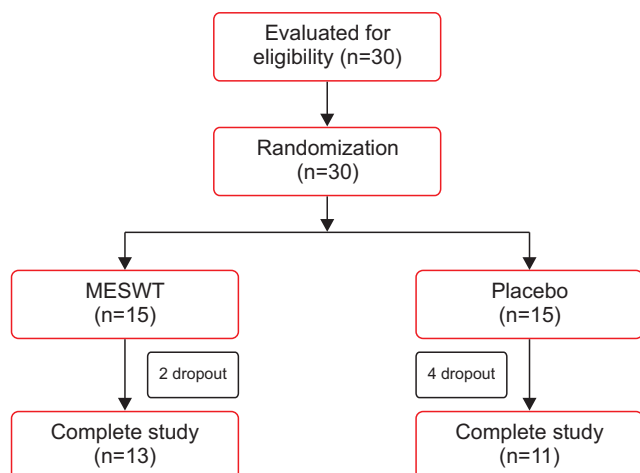 Evaluated for
eligibility (n=30)
Randomization
(n=30)
MESWT
(n=15)
Placebo
(n=15)
2 dropout
4 dropout
Complete study
(n=13)
Complete study
(n=11)